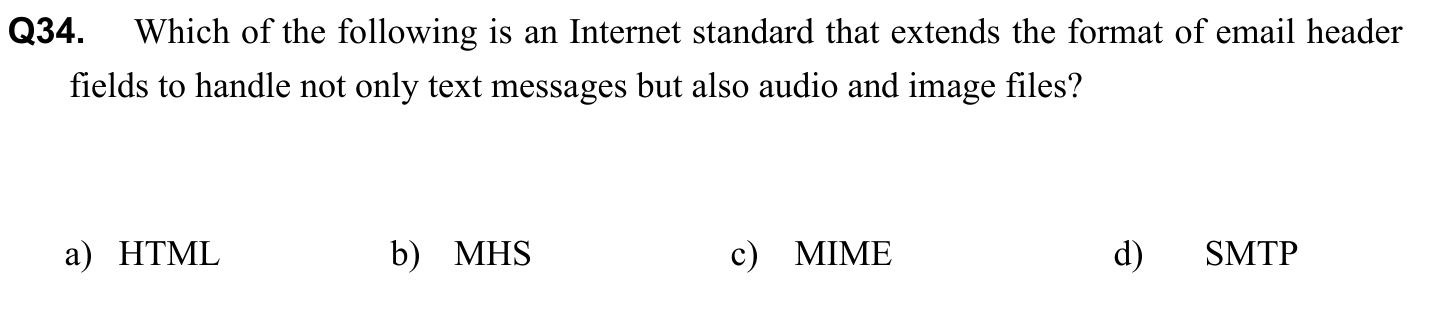 Q34. Which of the following is an Internet standard that extends the format of email header
fields to handle not only text messages but also audio and image files?
a) HTML b) MHS c) MIME d) SMTP